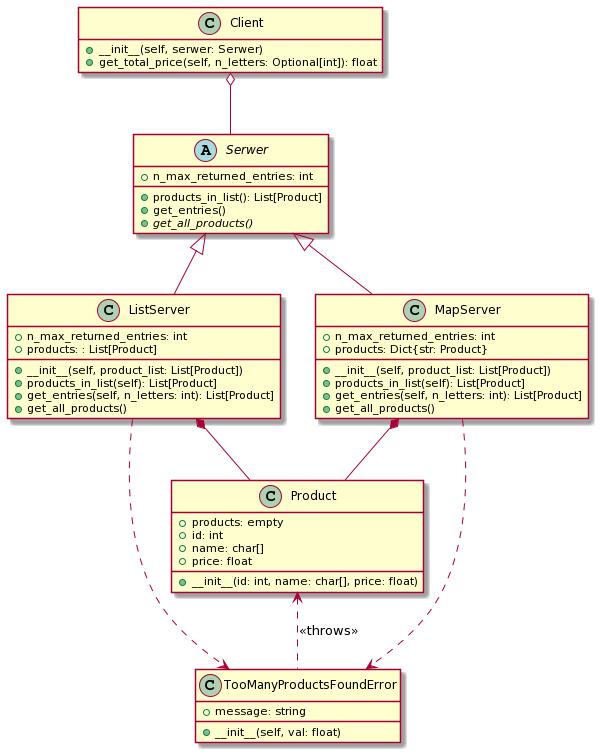 C Client
__init__(self, serwer: Serwer)
get_total_price(self, n_letters: Optional[int]): float
A Serwer
n_max_returned_entries: int
products_in_list(): List[Product]
get_entries()
get_all_products()
C ListServer
n_max_returned_entries: int
products: : List[Product]
__init__(self, product_list: List[Product])
products_in_list(self): List[Product]
get_entries(self, n_letters: int): List[Product]
get_all_products()
C MapServer
n_max_returned_entries: int
products: Dict{str: Product}
__init__(self, product_list: List[Product])
products_in_list(self): List[Product]
get_entries(self, n_letters: int): List[Product]
get_all_products()
C Product
products: empty
id: int
name: char[]
price: float
__init__(id: int, name: char[], price: float)
«throws»
C TooManyProductsFoundError
message: string
__init__(self, val: float)